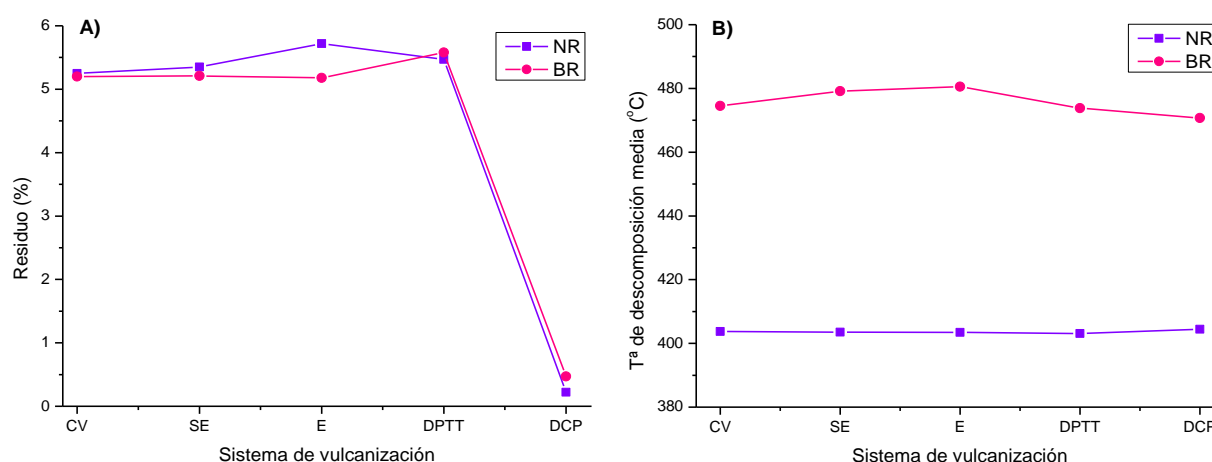 A)
NR
BR
6
5
4
3
2
1
0
Residuo (%)
CV SE E DPTT DCP
Sistema de vulcanización
B)
NR
BR
500
480
460
440
420
400
380
Tª de descomposición media (°C)
CV SE E DPTT DCP
Sistema de vulcanización